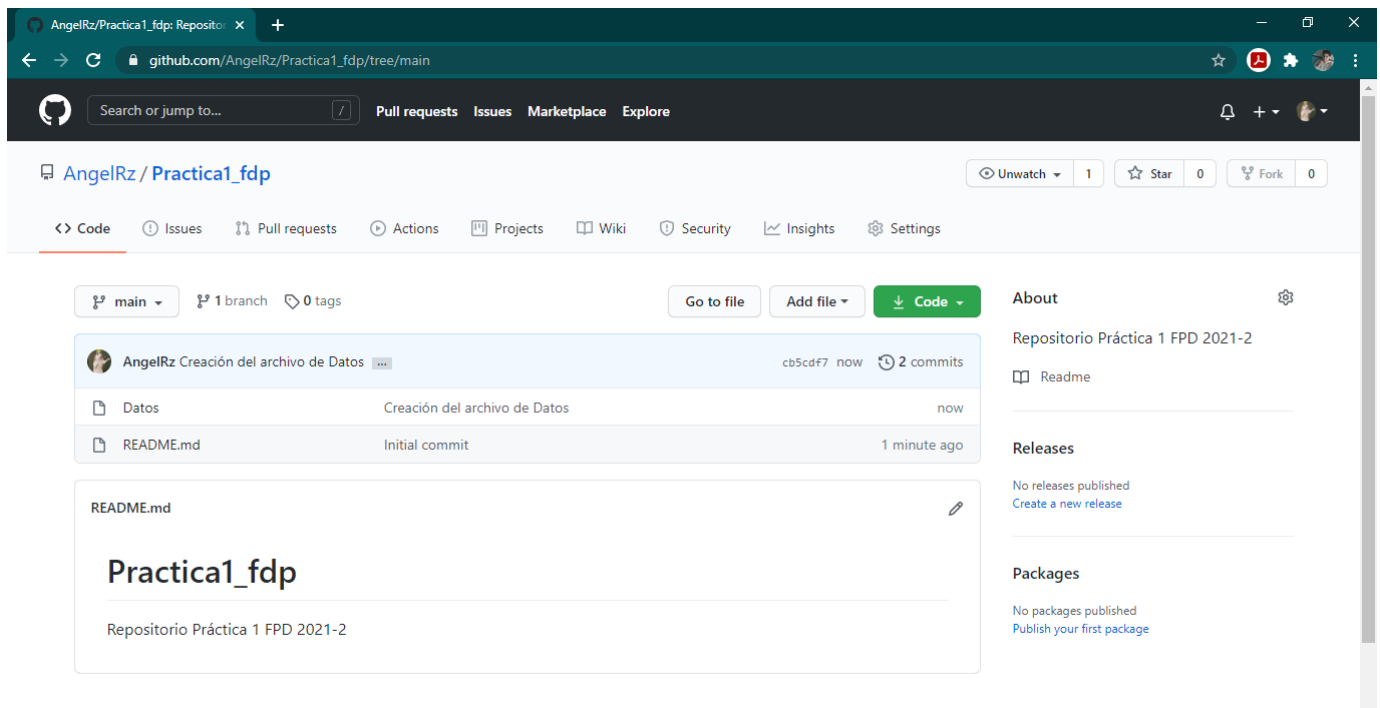 AngelRz/Practica1_fdp: Repositor
github.com/AngelRz/Practica1_fdp/tree/main
Search or jump to... / Pull requests Issues Marketplace Explore
AngelRz / Practica1_fdp Unwatch 1 Star 0 Fork 0
<> Code Issues Pull requests Actions Projects Wiki Security Insights Settings
main 1 branch 0 tags Go to file Add file Code
AngelRz Creación del archivo de Datos ... cb5cdf7 now 2 commits
Datos Creación del archivo de Datos now
README.md Initial commit 1 minute ago
README.md
Practica1_fdp
Repositorio Práctica 1 FPD 2021-2
About
Repositorio Práctica 1 FPD 2021-2
Readme
Releases
No releases published
Create a new release
Packages
No packages published
Publish your first package